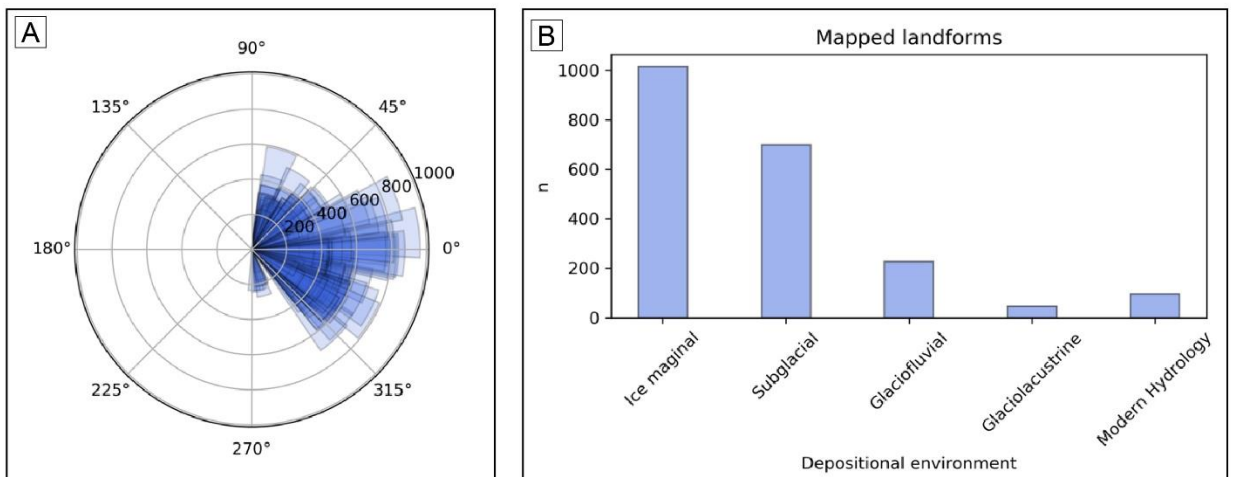 A
90°
135°
45°
1000
800
600
400
200
180°
0°
225°
315°
270°
B
Mapped landforms
1000
800
600
400
200
0
n
Ice maginal
Subglacial
Glaciofluvial
Glaciolacustrine
Modern Hydrology
Depositional environment